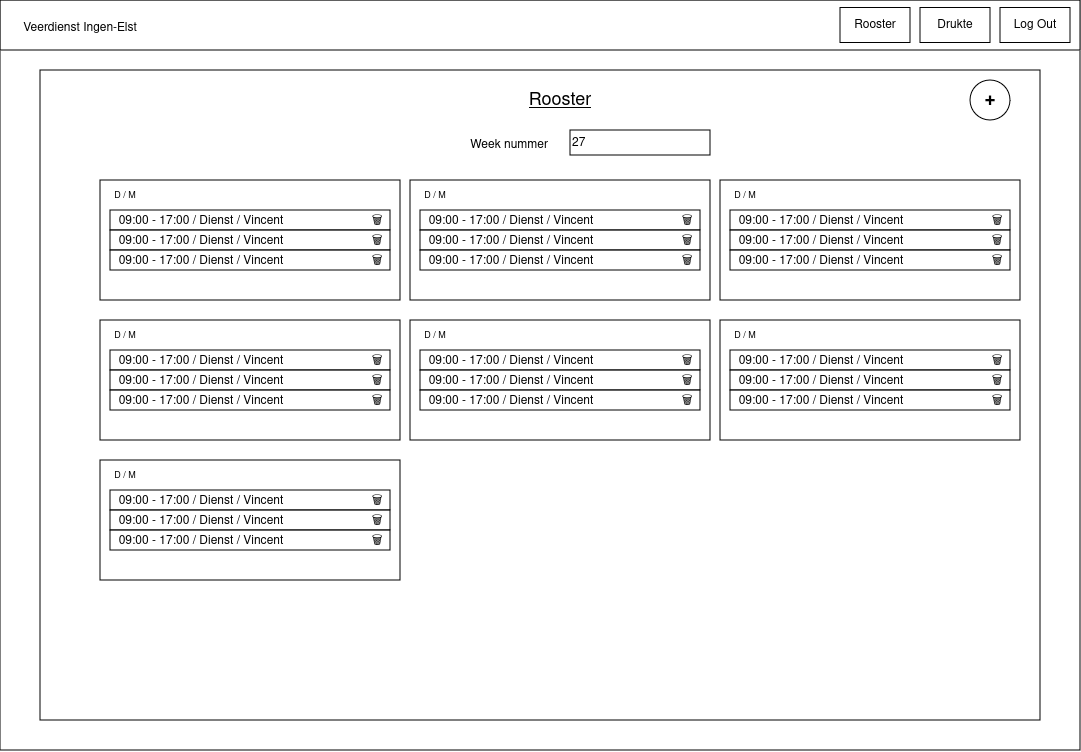 Veerdienst Ingen-Elst
Rooster
Drukte
Log Out
Rooster
+
Week nummer
27
D / M
09:00 - 17:00 / Dienst / Vincent
09:00 - 17:00 / Dienst / Vincent
09:00 - 17:00 / Dienst / Vincent
D / M
09:00 - 17:00 / Dienst / Vincent
09:00 - 17:00 / Dienst / Vincent
09:00 - 17:00 / Dienst / Vincent
D / M
09:00 - 17:00 / Dienst / Vincent
09:00 - 17:00 / Dienst / Vincent
09:00 - 17:00 / Dienst / Vincent
D / M
09:00 - 17:00 / Dienst / Vincent
09:00 - 17:00 / Dienst / Vincent
09:00 - 17:00 / Dienst / Vincent
D / M
09:00 - 17:00 / Dienst / Vincent
09:00 - 17:00 / Dienst / Vincent
09:00 - 17:00 / Dienst / Vincent
D / M
09:00 - 17:00 / Dienst / Vincent
09:00 - 17:00 / Dienst / Vincent
09:00 - 17:00 / Dienst / Vincent
D / M
09:00 - 17:00 / Dienst / Vincent
09:00 - 17:00 / Dienst / Vincent
09:00 - 17:00 / Dienst / Vincent